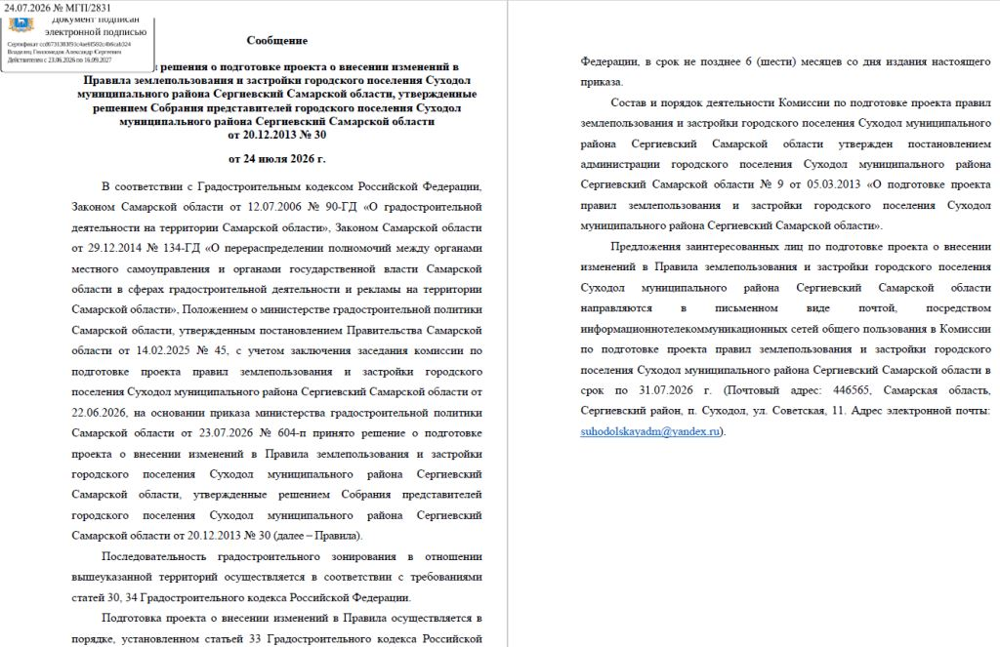 24.07.2026 № МГП/2831
Документ подписан
электронной подписью
Владелец Гниломедов Александр Сергеевич
Действителен с 23.06.2026 по 16.09.2027
Сообщение
решения о подготовке проекта о внесении изменений в
Правила землепользования и застройки городского поселения Суходол
муниципального района Сергиевский Самарской области, утвержденные
решением Собрания представителей городского поселения Суходол
муниципального района Сергиевский Самарской области
от 20.12.2013 № 30
от 24 июля 2026 г.
В соответствии с Градостроительным кодексом Российской Федерации,
Законом Самарской области от 12.07.2006 № 90-ГД «О градостроительной
деятельности на территории Самарской области», Законом Самарской области
от 29.12.2014 № 134-ГД «О перераспределении полномочий между органами
местного самоуправления и органами государственной власти Самарской
области в сферах градостроительной деятельности и рекламы на территории
Самарской области», Положением о министерстве градостроительной политики
Самарской области, утвержденным постановлением Правительства Самарской
области от 14.02.2025 № 45, с учетом заключения заседания комиссии по
подготовке проекта правил землепользования и застройки городского
поселения Суходол муниципального района Сергиевский Самарской области от
22.06.2026, на основании приказа министерства градостроительной политики
Самарской области от 23.07.2026 № 604-п принято решение о подготовке
проекта о внесении изменений в Правила землепользования и застройки
городского поселения Суходол муниципального района Сергиевский
Самарской области, утвержденные решением Собрания представителей
городского поселения Суходол муниципального района Сергиевский
Самарской области от 20.12.2013 № 30 (далее – Правила).
Последовательность градостроительного зонирования в отношении
вышеуказанной территорий осуществляется в соответствии с требованиями
статей 30, 34 Градостроительного кодекса Российской Федерации.
Подготовка проекта о внесении изменений в Правила осуществляется в
порядке, установленном статьей 33 Градостроительного кодекса Российской
Федерации, в срок не позднее 6 (шести) месяцев со дня издания настоящего
приказа.
Состав и порядок деятельности Комиссии по подготовке проекта правил
землепользования и застройки городского поселения Суходол муниципального
района Сергиевский Самарской области утвержден постановлением
администрации городского поселения Суходол муниципального района
Сергиевский Самарской области № 9 от 05.03.2013 «О подготовке проекта
правил землепользования и застройки городского поселения Суходол
муниципального района Сергиевский Самарской области».
Предложения заинтересованных лиц по подготовке проекта о внесении
изменений в Правила землепользования и застройки городского поселения
Суходол муниципального района Сергиевский Самарской области
направляются в письменном виде почтой, посредством
информационнотелекоммуникационных сетей общего пользования в Комиссии
по подготовке проекта правил землепользования и застройки городского
поселения Суходол муниципального района Сергиевский Самарской области в
срок по 31.07.2026 г. (Почтовый адрес: 446565, Самарская область,
Сергиевский район, п. Суходол, ул. Советская, 11. Адрес электронной почты:
suhodolskayadm@yandex.ru).